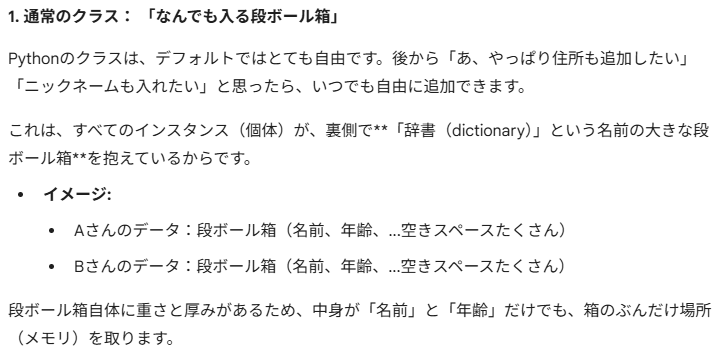 1. 通常のクラス： 「なんでも入る段ボール箱」
Pythonのクラスは、デフォルトではとても自由です。後から「あ、やっぱり住所も追加したい」
「ニックネームも入れたい」と思ったら、いつでも自由に追加できます。
これは、すべてのインスタンス（個体）が、裏側で**「辞書（dictionary）」という名前の大きな段
ボール箱**を抱えているからです。
• イメージ:
• Aさんのデータ：段ボール箱（名前、年齢、...空きスペースたくさん）
• Bさんのデータ：段ボール箱（名前、年齢、...空きスペースたくさん）
段ボール箱自体に重さと厚みがあるため、中身が「名前」と「年齢」だけでも、箱のぶんだけ場所
（メモリ）を取ります。